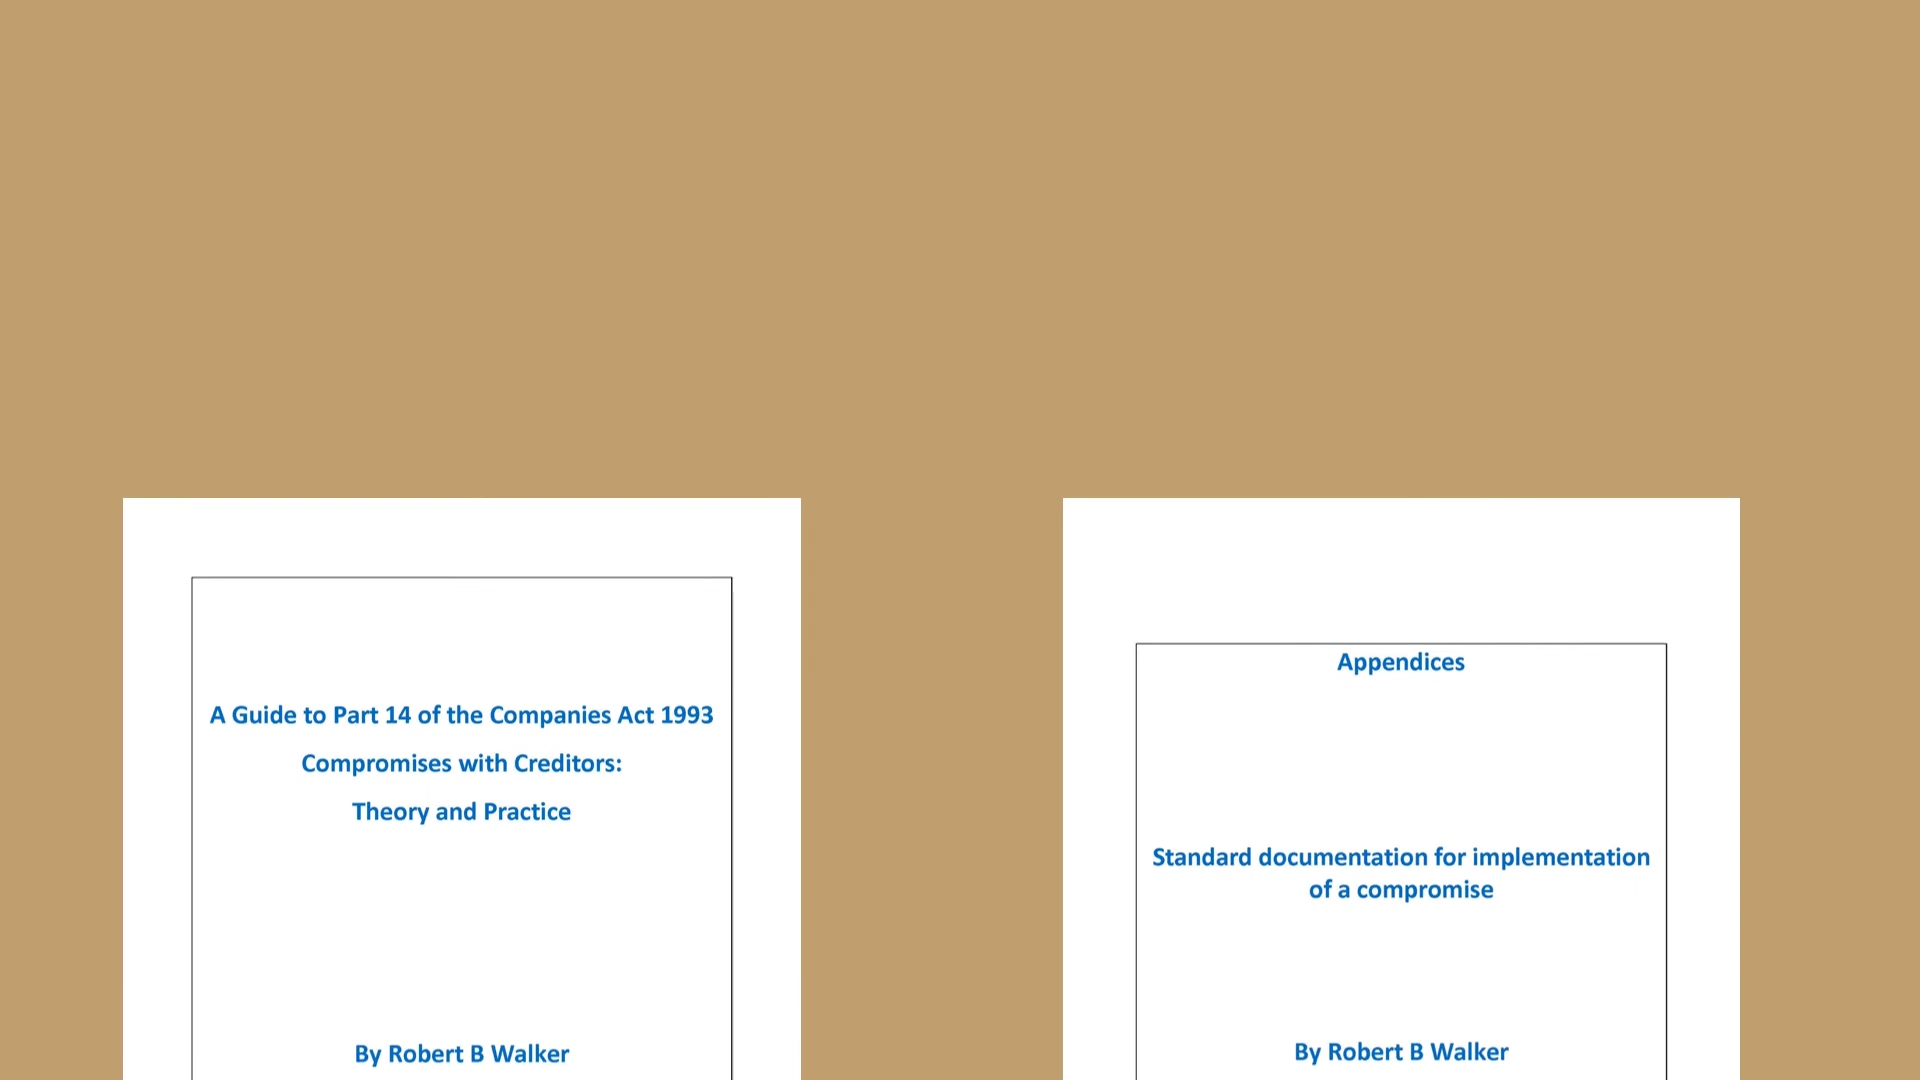 A Guide to Part 14 of the Companies Act 1993
Compromises with Creditors:
Theory and Practice
By Robert B Walker
Appendices
Standard documentation for implementation
of a compromise
By Robert B Walker